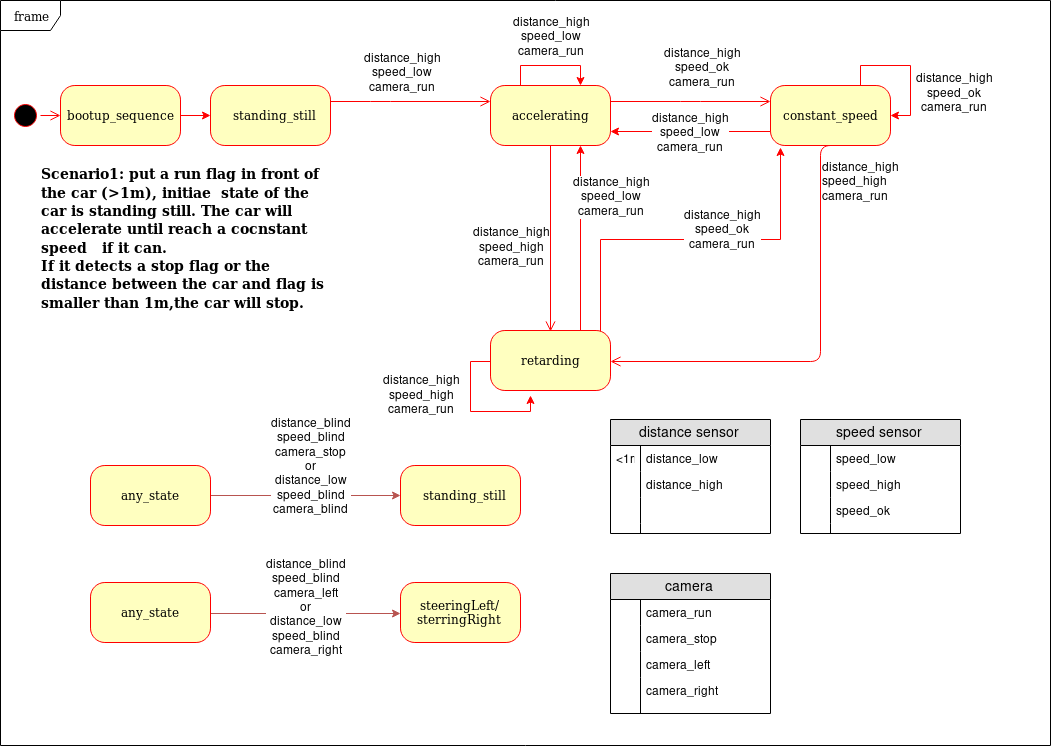 frame
distance_high
speed_low
camera_run
distance_high
speed_low
camera_run
distance_high
speed_ok
camera_run
distance_high
speed_ok
camera_run
bootup_sequence
standing_still
accelerating
constant_speed
distance_high
speed_low
camera_run
Scenario1: put a run flag in front of
the car (>1m), initiae state of the
car is standing still. The car will
accelerate until reach a cocnstant
speed if it can.
If it detects a stop flag or the
distance between the car and flag is
smaller than 1m,the car will stop.
distance_high
speed_high
camera_run
distance_high
speed_low
camera_run
distance_high
speed_ok
camera_run
distance_high
speed_high
camera_run
retarding
distance_high
speed_high
camera_run
distance_blind
speed_blind
camera_stop
or
distance_low
speed_blind
camera_blind
any_state
standing_still
distance sensor
<1
distance_low
distance_high
speed sensor
speed_low
speed_high
speed_ok
distance_blind
speed_blind
camera_left
or
distance_low
speed_blind
camera_right
any_state
steeringLeft/
sterringRight
camera
camera_run
camera_stop
camera_left
camera_right